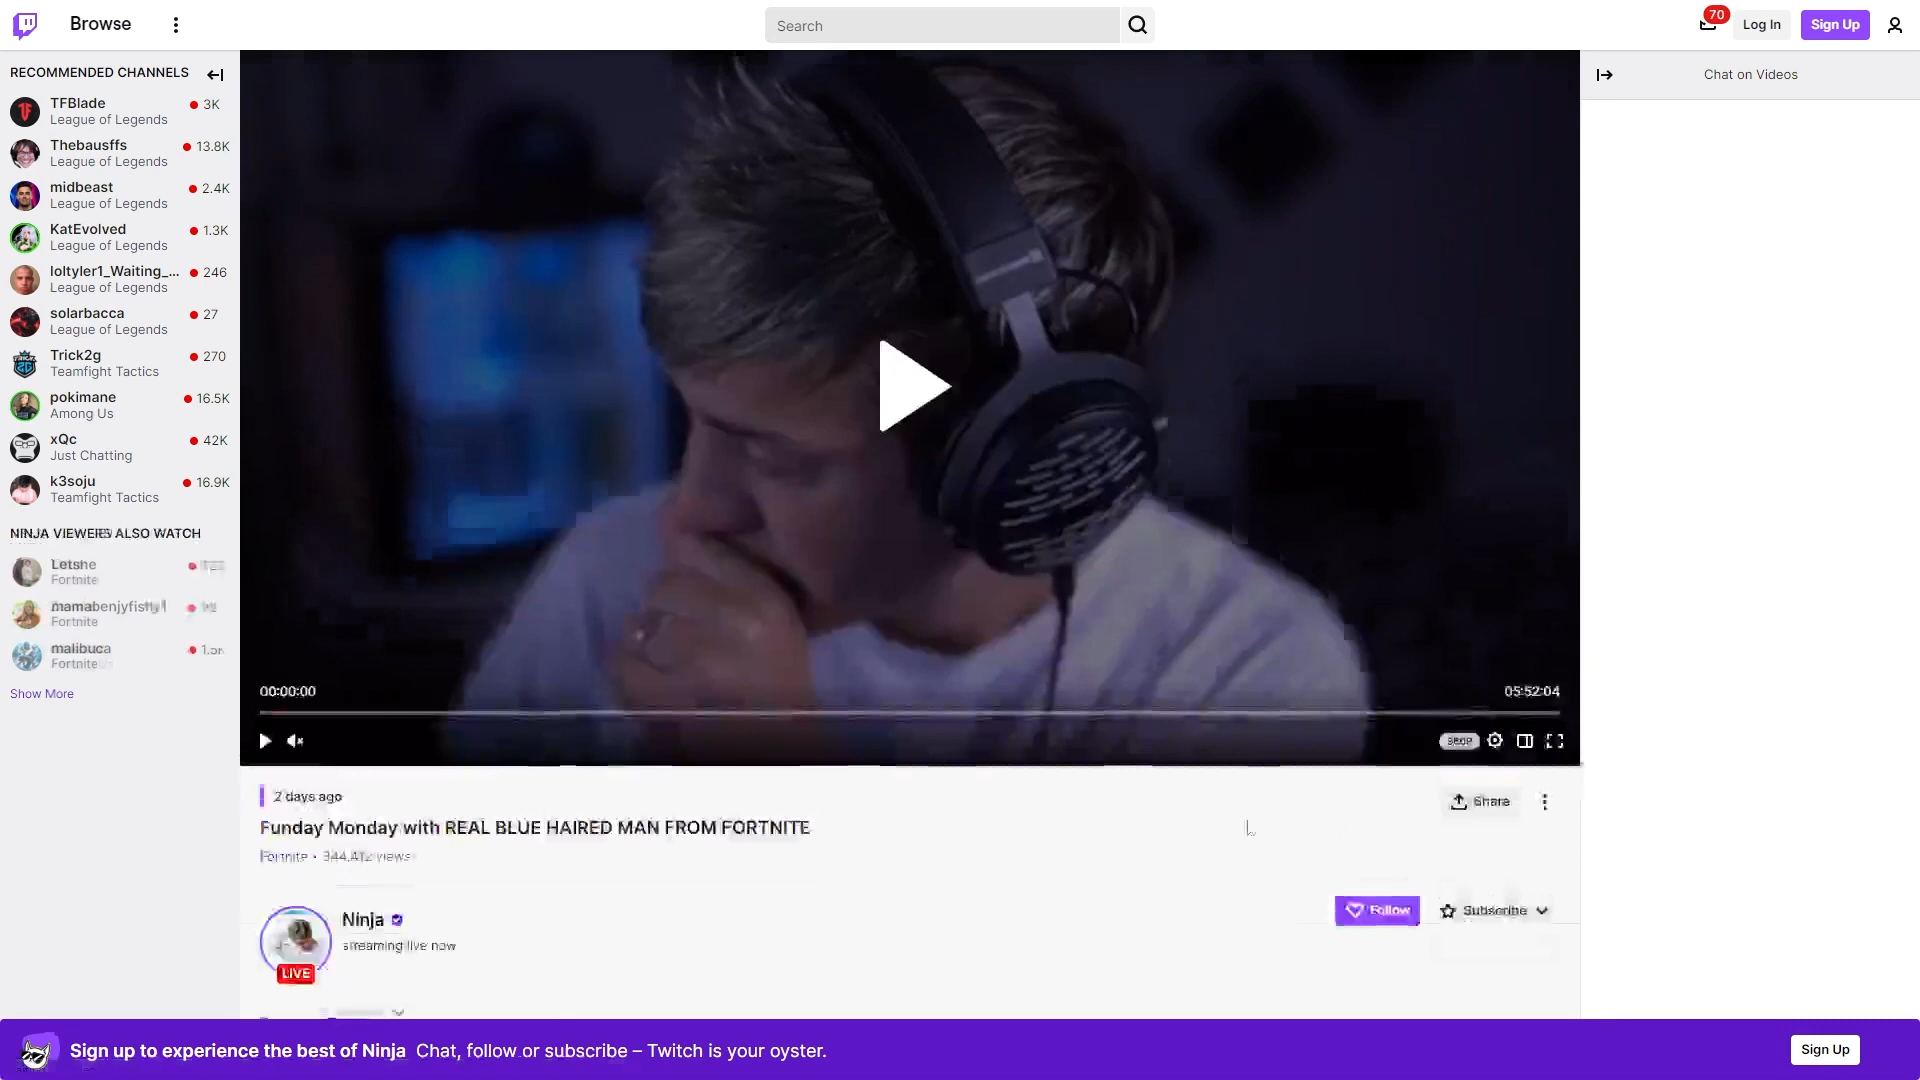 Browse
Search
70
Log In
Sign Up
RECOMMENDED CHANNELS
TFBlade
3K
League of Legends
Thebausffs
13.8K
League of Legends
midbeast
2.4K
League of Legends
KatEvolved
1.3K
League of Legends
loltyler1_Waiting_...
246
League of Legends
solarbacca
27
League of Legends
Trick2g
270
Teamfight Tactics
pokimane
16.5K
Among Us
xQc
42K
Just Chatting
k3soju
16.9K
Teamfight Tactics
NINJA VIEWERS ALSO WATCH
Letshe
Fortnite
Fortnite
malibuca
Fortnite
Show More
Chat on Videos
00:00:00
05:52:04
2 days ago
Share
Funday Monday with REAL BLUE HAIRED MAN FROM FORTNITE
Fortnite • views
Ninja
streaming live now
LIVE
Follow
Subscribe
Sign up to experience the best of Ninja Chat, follow or subscribe – Twitch is your oyster.
Sign Up